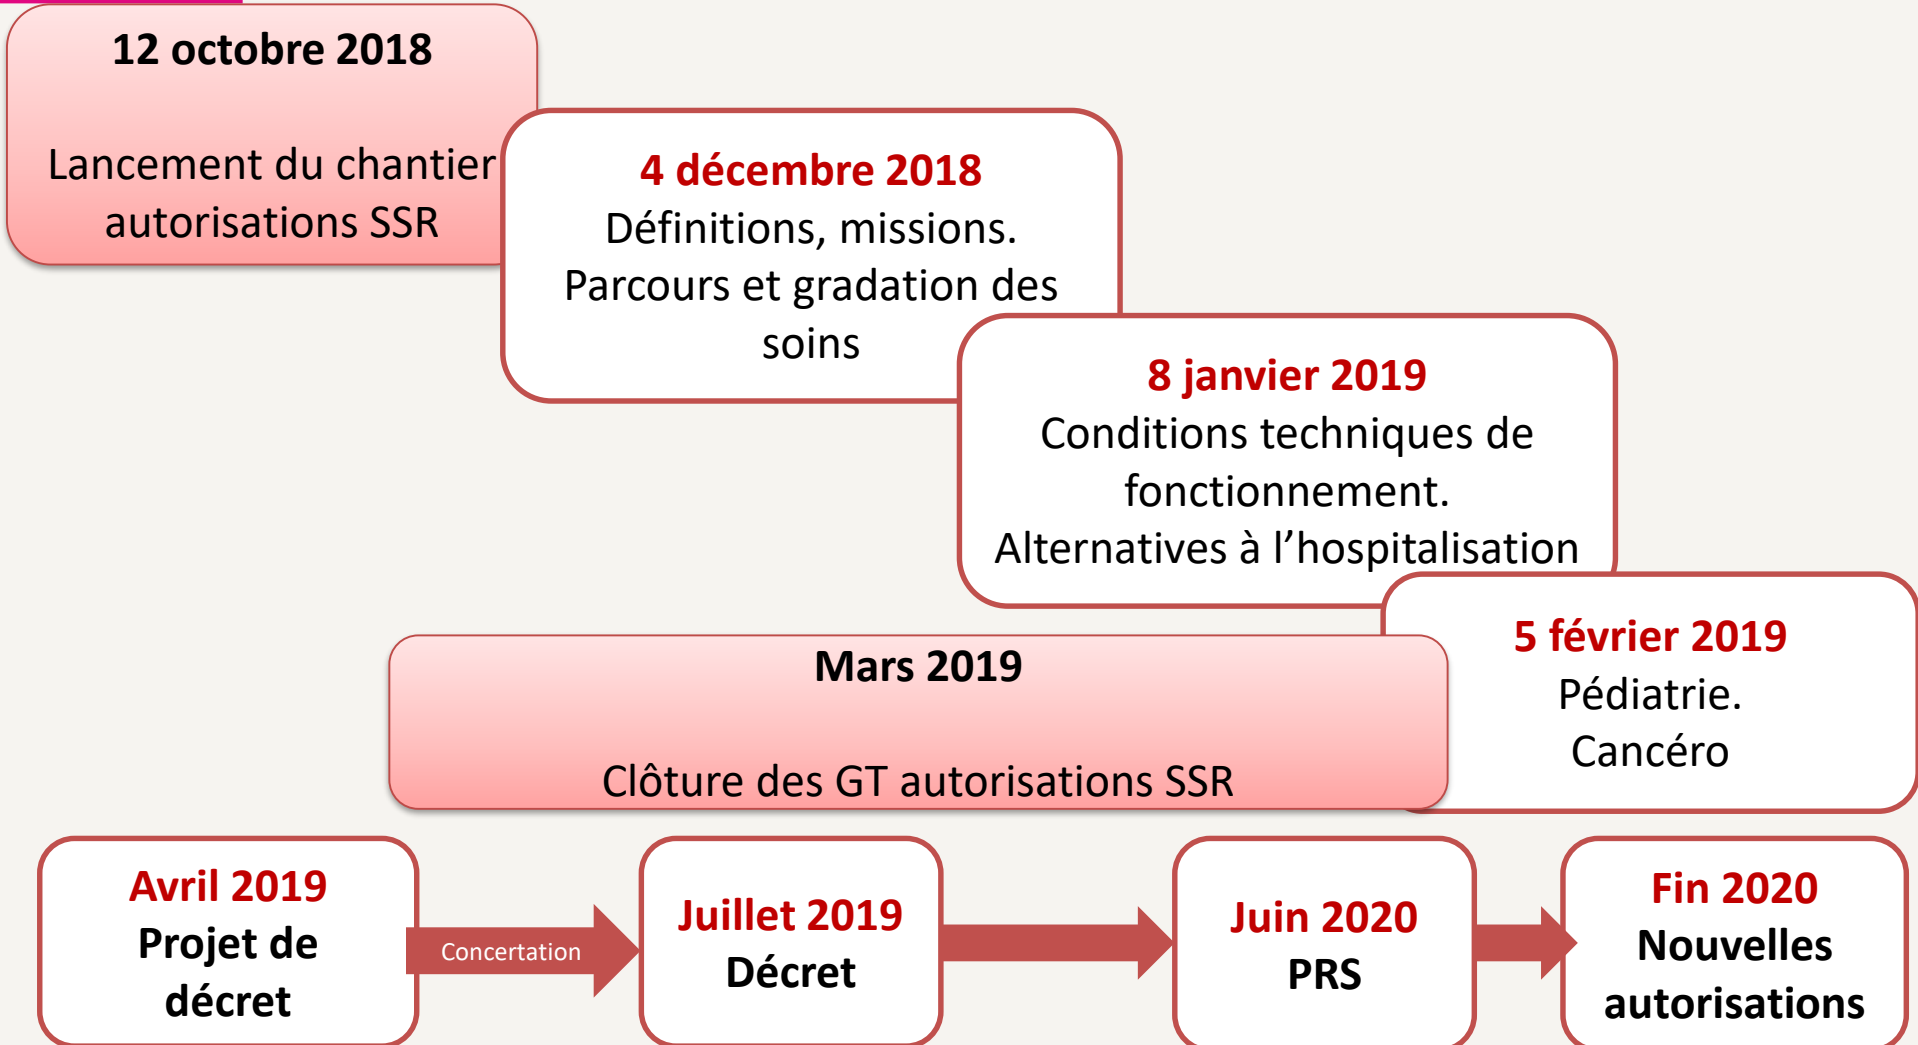 12 octobre 2018
Lancement du chantier
autorisations SSR
4 décembre 2018
Définitions, missions.
Parcours et gradation des
soins
8 janvier 2019
Conditions techniques de
fonctionnement.
Alternatives à l’hospitalisation
5 février 2019
Pédiatrie.
Cancéro
Mars 2019
Clôture des GT autorisations SSR
Avril 2019
Projet de
décret
Concertation
Juillet 2019
Décret
Juin 2020
PRS
Fin 2020
Nouvelles
autorisations